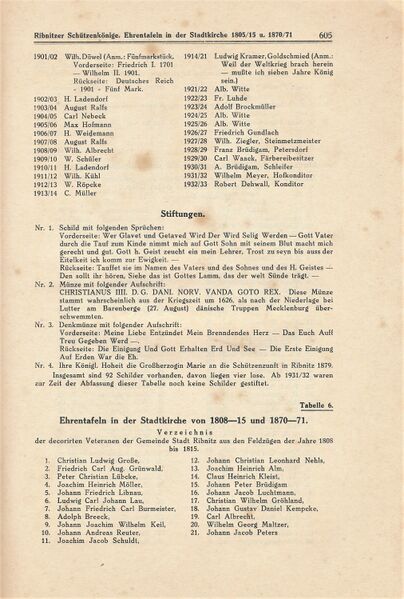 Ribnitzer Schützenkönige. Ehrentafeln in der Stadtkirche 1805/15 u. 1870/71 605
1901/02 Wilh. Düwel (Anm.: Fünfmarkstück.
Vorderseite: Friedrich I. 1701
— Wilhelm II. 1901.
Rückseite: Deutsches Reich
- 1901 - Fünf Mark.
1902/03 H. Ladendorf
1903/04 August Ralfs
1904/05 Carl Nebeck
1905/06 Max Hofmann
1906/07 H. Weidemann
1907/08 August Ralfs
1908/09 Wilh. Albrecht
1909/10 W. Schüler
1910/11 H. Ladendorf
1911/12 Wilh. Kühl
1912/13 W. Röpcke
1913/14 C. Müller
1914/21 Ludwig Kramer, Goldschmied (Anm.:
Weil der Weltkrieg brach herein
— mußte ich sieben Jahre König
sein.)
1921/22 Alb. Witte
1922/23 Fr. Luhde
1923/24 Adolf Brockmüller
1924/25 Alb. Witte
1925/26 Alb. Witte
1926/27 Friedrich Gundlach
1927/28 Wilh. Ziegler, Steinmetzmeister
1928/29 Franz Brüdigam, Petersdorf
1929/30 Carl Waack, Färbereibesitzer
1930/31 A. Brüdigam, Schleifer
1931/32 Wilhelm Meyer, Hofkonditor
1932/33 Robert Dehwall, Konditor
Stiftungen.
Nr. 1. Schild mit folgenden Sprüchen:
Vorderseite: Wer Glavet und Getaved Wird Der Wird Selig Werden — Gott Vater
durch die Tauf zum Kinde nimmt mich auf Gott Sohn mit seinem Blut macht mich
gerecht und gut. Gott h. Geist zeucht ein mein Lehrer, Trost zu seyn bis auss der
Eitelkeit ich komm zur Ewigkeit. —
Rückseite: Tauffet sie im Namen des Vaters und des Sohnes und des H. Geistes —
Den sollt ihr hören, Siehe das ist Gottes Lamm, das der welt Sünde trägt. —
Nr. 2. Münze mit folgender Aufschrift:
CHRISTIANUS IIII. D. G. DANI. NORV. VANDA GOTO REX. Diese Münze
stammt wahrscheinlich aus der Kriegszeit um 1626, als nach der Niederlage bei
Lutter am Barenberge (27. August) dänische Truppen Mecklenburg über-
schwemmten.
Nr. 3. Denkmünze mit folgender Aufschrift:
Vorderseite: Meine Liebe Entzündet Mein Brenndendes Herz — Das Euch Auff
Treu Gegeben Werd —.
Rückseite: Die Einigung Und Gott Erhalten Erd Und See — Die Erste Einigung
Auf Erden War die Eh.
Nr. 4. Ihre Königl. Hoheit die Großherzogin Marie an die Schützenzunft in Ribnitz 1879.
Insgesamt sind 92 Schilder vorhanden, davon liegen vier lose. Ab 1931/32 waren
zur Zeit der Abfassung dieser Tabelle noch keine Schilder gestiftet.
Tabelle 6.
Ehrentafeln in der Stadtkirche von 1808—15 und 1870—71.
Verzeichnis
der decorirten Veteranen der Gemeinde Stadt Ribnitz aus den Feldzügen der Jahre 1808
bis 1815.
1. Christian Ludwig Große,
2. Friedrich Carl Aug. Grünwald,
3. Peter Christian Lübcke,
4. Joachim Heinrich Möller,
5. Johann Friedrich Libnau,
6. Ludwig Carl Johann Lau,
7. Johann Friedrich Carl Burmeister,
8. Adolph Breeck,
9. Johann Joachim Wilhelm Keil,
10. Johann Andreas Reuter,
11. Joachim Jacob Schuldt,
12. Johann Christian Leonhard Nehls,
13. Joachim Heinrich Alm,
14. Claus Heinrich Kleist,
15. Johann Peter Brüdigam
16. Johann Jacob Luchtmann,
17. Christian Wilhelm Gröhland,
18. Johann Gustav Daniel Kempcke,
19. Carl Albrecht,
20. Wilhelm Georg Maltzer,
21. Johann Jacob Peters